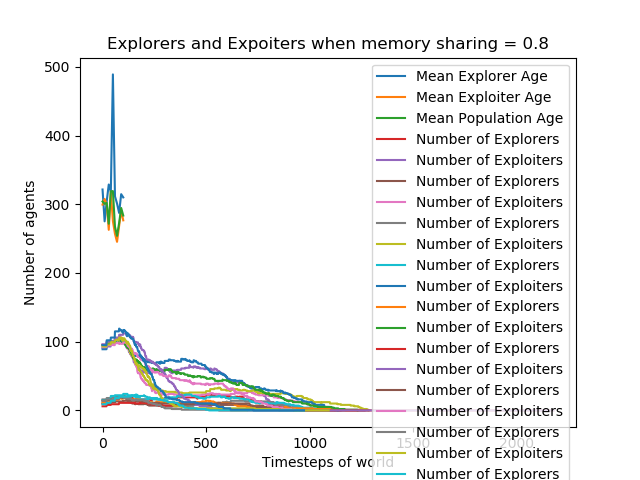 Explorers and Expoiters when memory sharing = 0.8
500
400
300
200
100
0
Number of agents
0
500
1000
1500
2000
Timesteps of world
Mean Explorer Age
Mean Exploiter Age
Mean Population Age
Number of Explorers
Number of Exploiters
Number of Explorers
Number of Exploiters
Number of Explorers
Number of Exploiters
Number of Explorers
Number of Exploiters
Number of Explorers
Number of Exploiters
Number of Explorers
Number of Exploiters
Number of Explorers
Number of Exploiters
Number of Explorers
Number of Exploiters
Number of Explorers